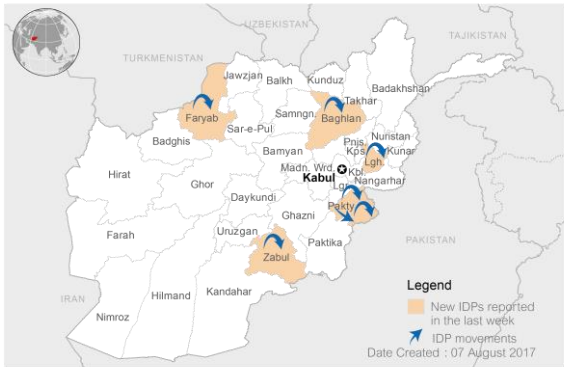 UZBEKISTAN
TAJIKISTAN
TURKMENISTAN
Jawzjan
Balkh
Kunduz
Badakhshan
Takhar
Faryab
Samngn
Baghlan
Sar-e-Pul
Nuristan
Badghis
Pnjs
Kps
Kunar
Bamyan
Lgh
Hirat
Madn. Wrd.
Kbl
Kabul
Nangarhar
Ghor
Lgr
Daykundi
Pakty
Ghazni
Uruzgan
Paktika
Farah
Zabul
PAKISTAN
Kandahar
Hilmand
IRAN
Nimroz
Legend
New IDPs reported
in the last week
IDP movements
Date Created : 07 August 2017